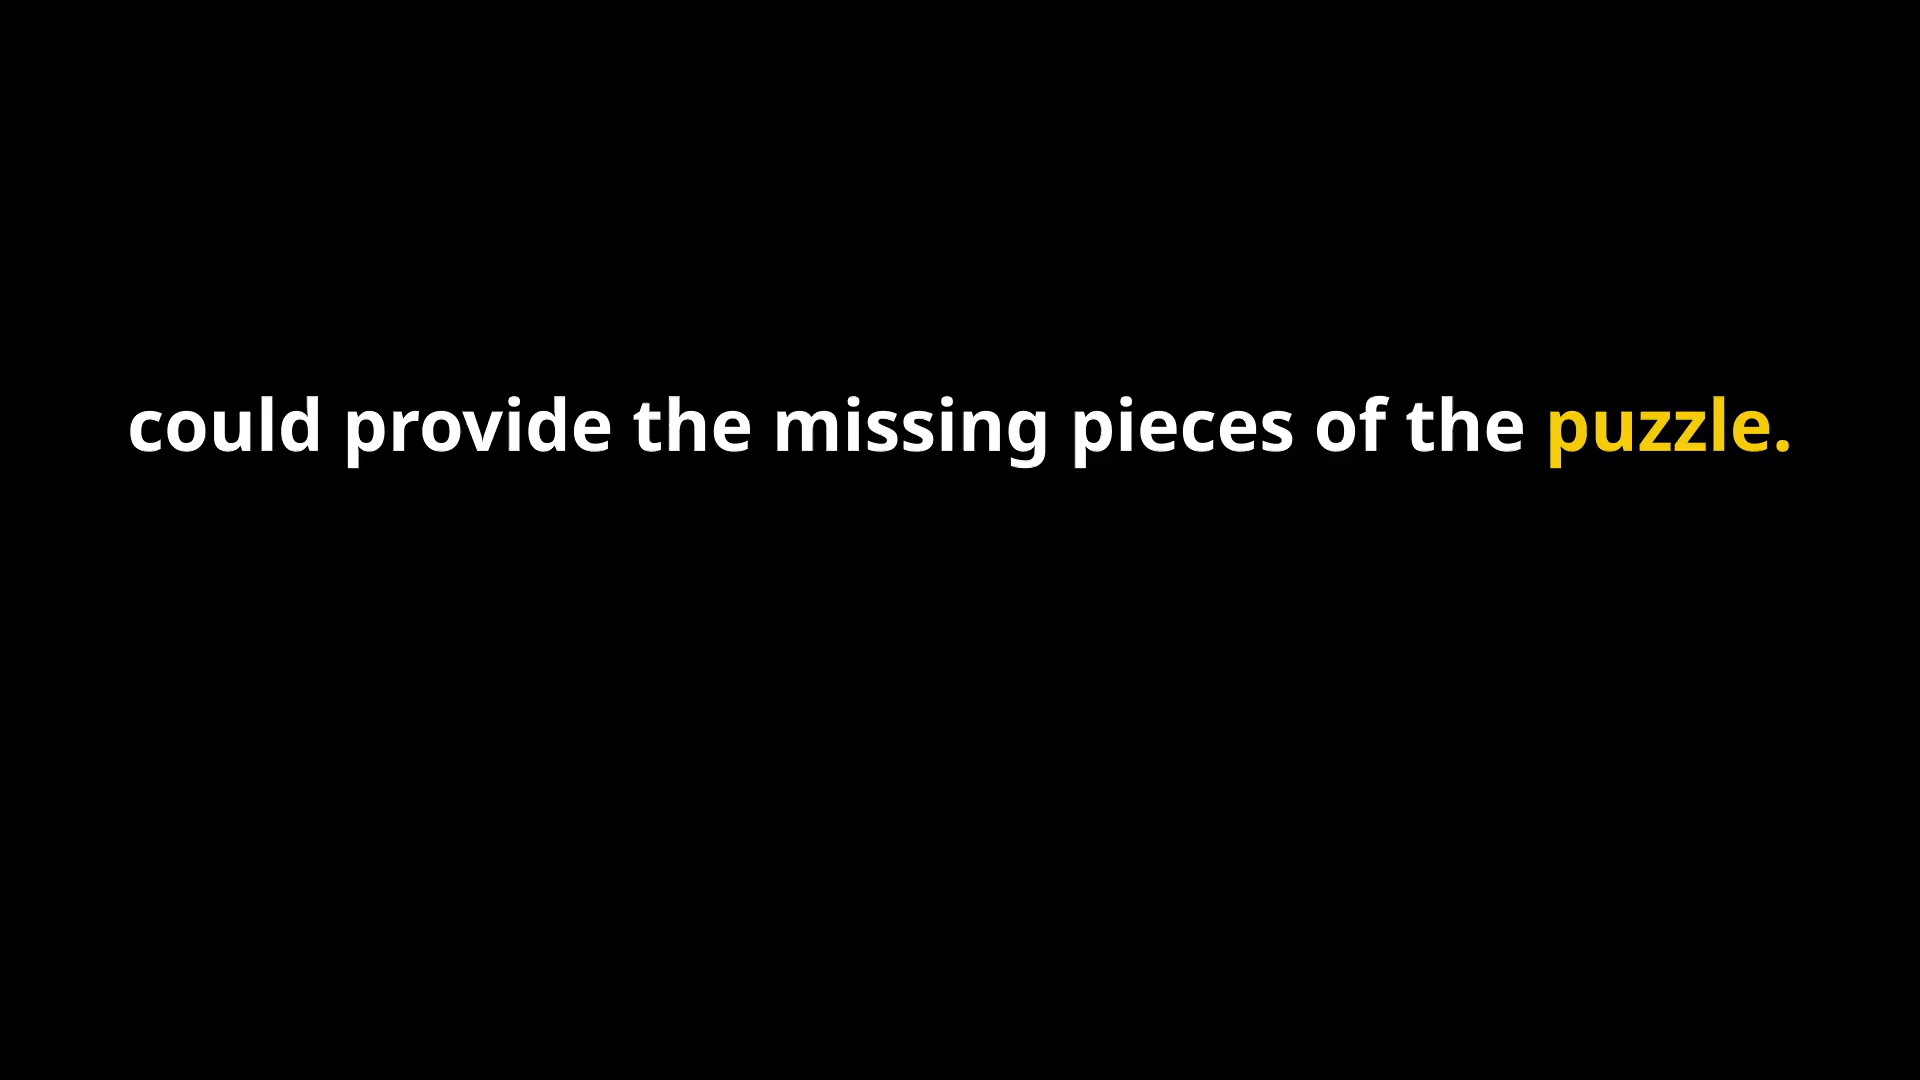 could provide the missing pieces of the puzzle.